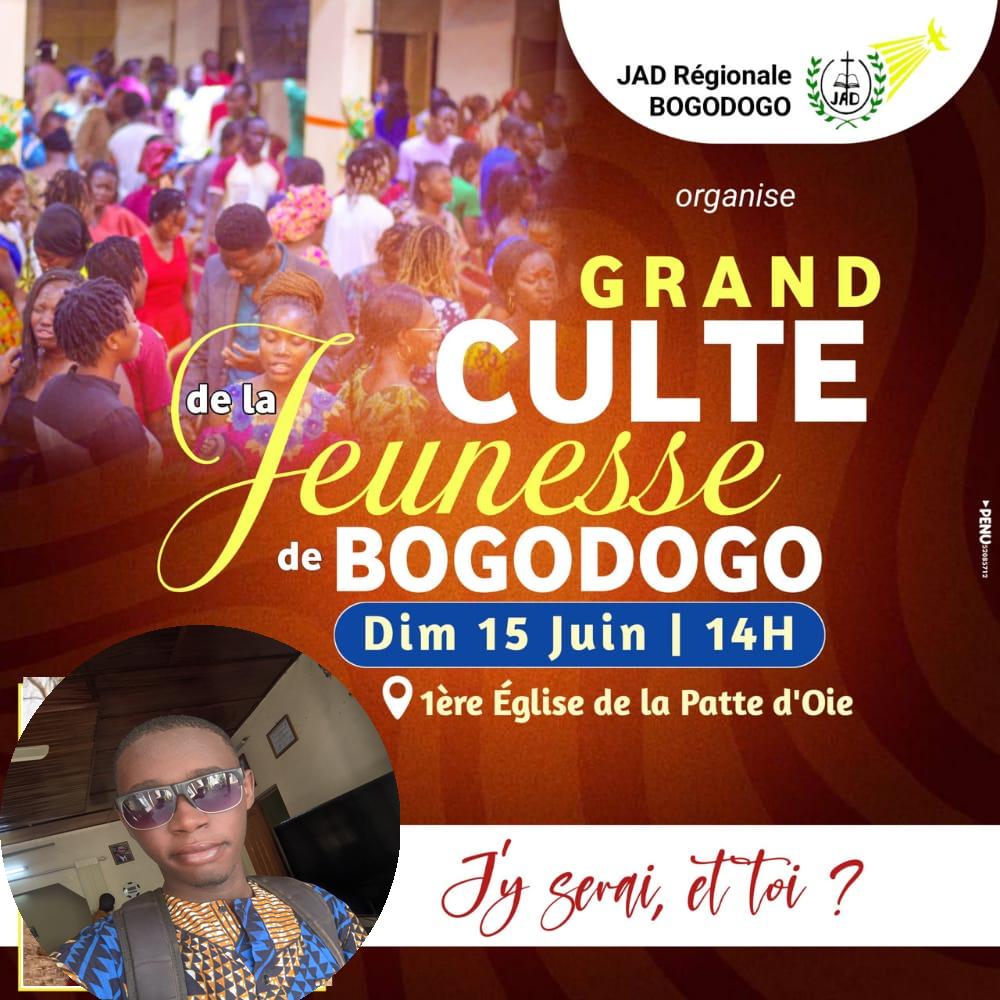 JAD Régionale
BOGODOGO
JAD
organise
GRAND
CULTE
de la
Jeunesse
de BOGODOGO
Dim 15 Juin | 14H
1ère Église de la Patte d'Oie
J'y serai, et toi ?
PENU